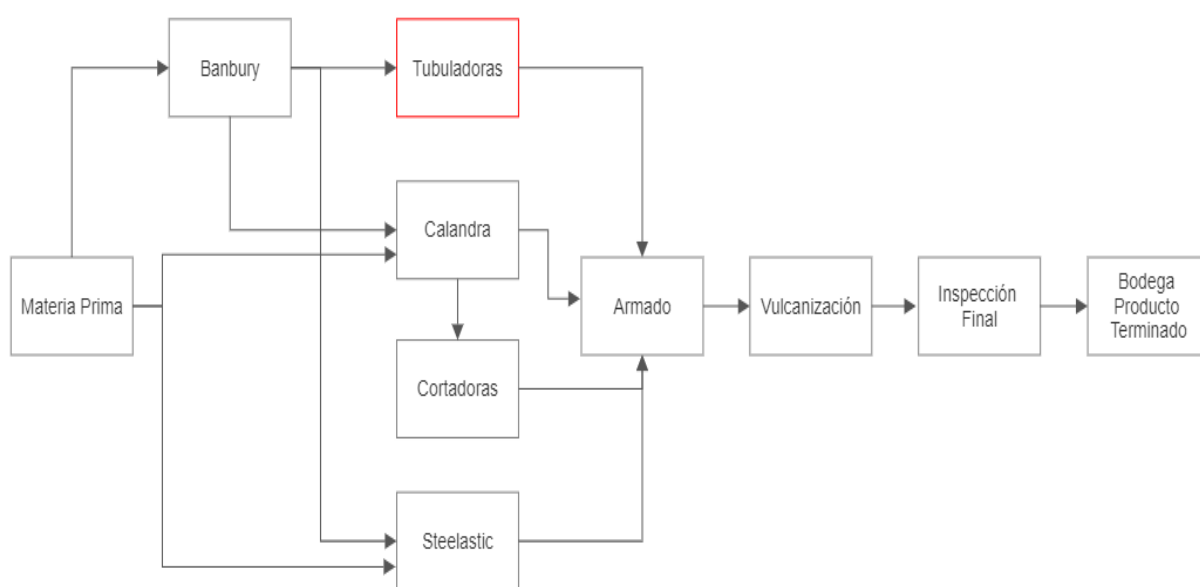 Banbury
Tubuladoras
Calandra
Materia Prima
Armado
Vulcanización
Inspección
Final
Bodega
Producto
Terminado
Cortadoras
Steelastic